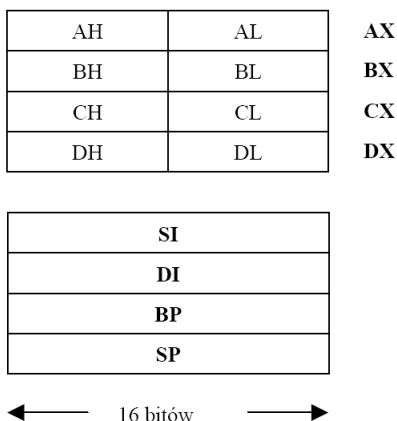 AH AL AX
BH BL BX
CH CL CX
DH DL DX
SI
DI
BP
SP
16 bitów